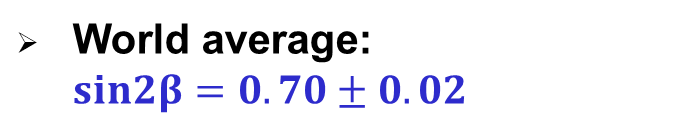 ➢ World average:
sin2β = 0.70 ± 0.02